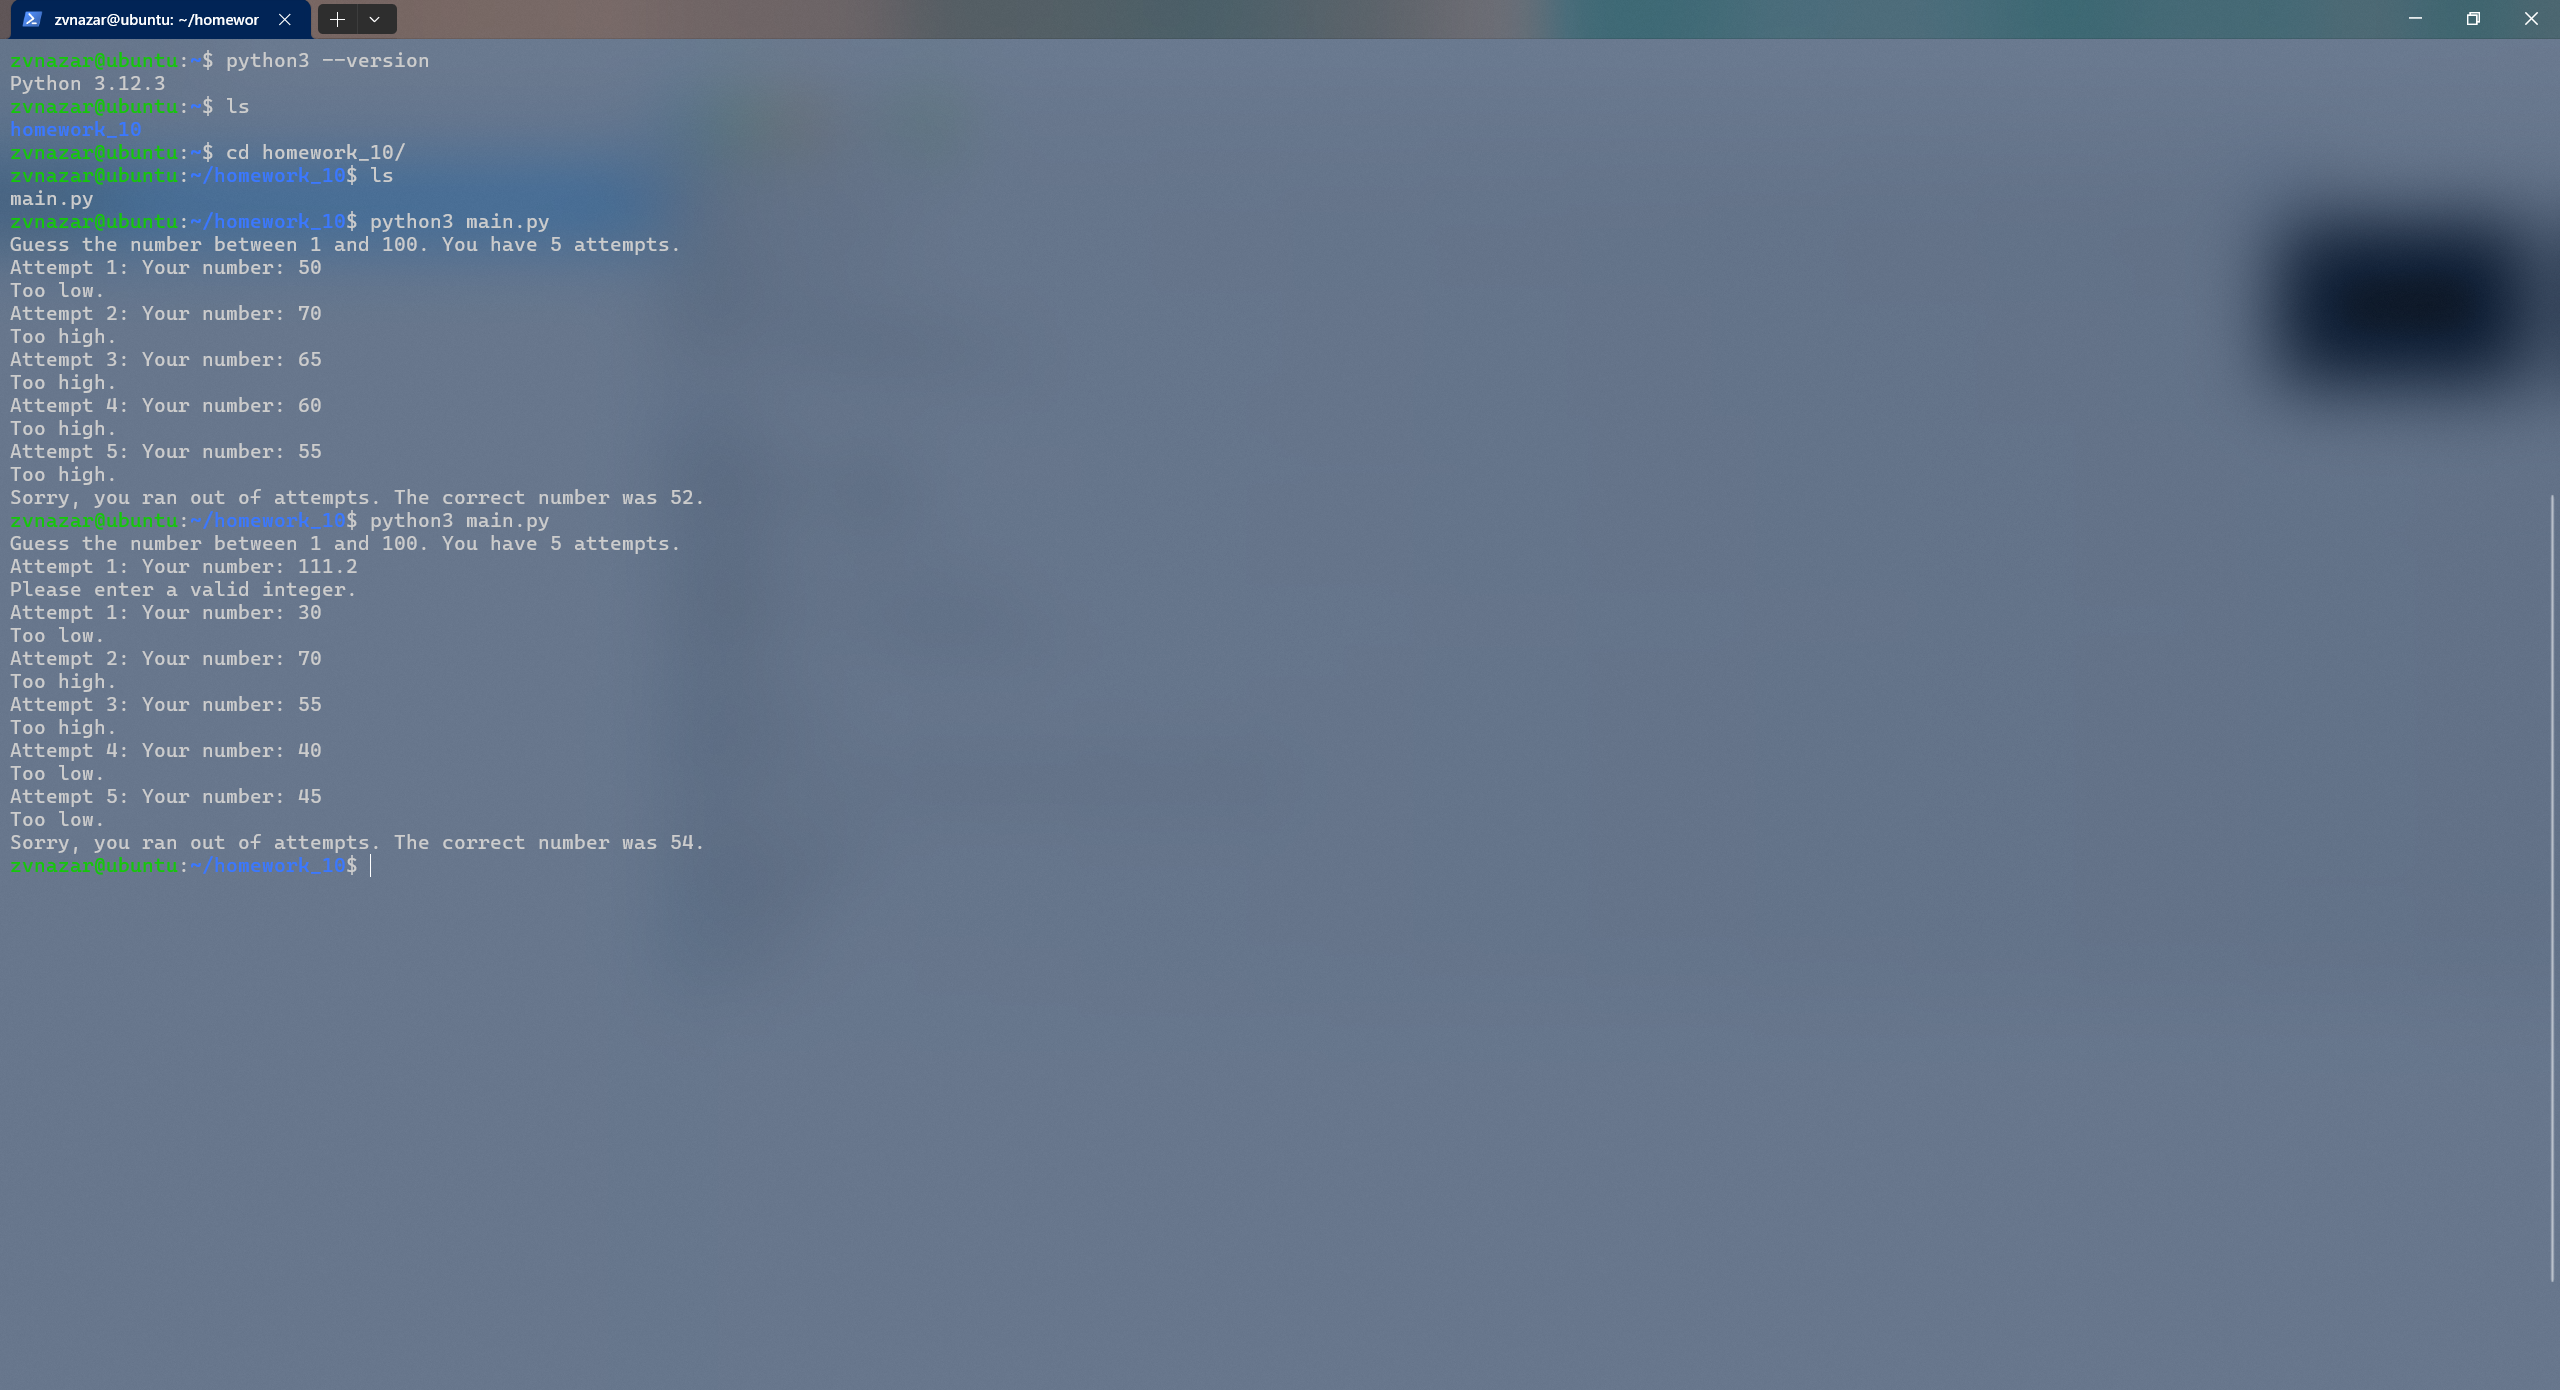 zvnazar@ubuntu: ~/homewor
zvnazar@ubuntu:~$ python3 --version
Python 3.12.3
zvnazar@ubuntu:~$ ls
homework_10
zvnazar@ubuntu:~$ cd homework_10/
zvnazar@ubuntu:~/homework_10$ ls
main.py
zvnazar@ubuntu:~/homework_10$ python3 main.py
Guess the number between 1 and 100. You have 5 attempts.
Attempt 1: Your number: 50
Too low.
Attempt 2: Your number: 70
Too high.
Attempt 3: Your number: 65
Too high.
Attempt 4: Your number: 60
Too high.
Attempt 5: Your number: 55
Too high.
Sorry, you ran out of attempts. The correct number was 52.
zvnazar@ubuntu:~/homework_10$ python3 main.py
Guess the number between 1 and 100. You have 5 attempts.
Attempt 1: Your number: 111.2
Please enter a valid integer.
Attempt 1: Your number: 30
Too low.
Attempt 2: Your number: 70
Too high.
Attempt 3: Your number: 55
Too high.
Attempt 4: Your number: 40
Too low.
Attempt 5: Your number: 45
Too low.
Sorry, you ran out of attempts. The correct number was 54.
zvnazar@ubuntu:~/homework_10$